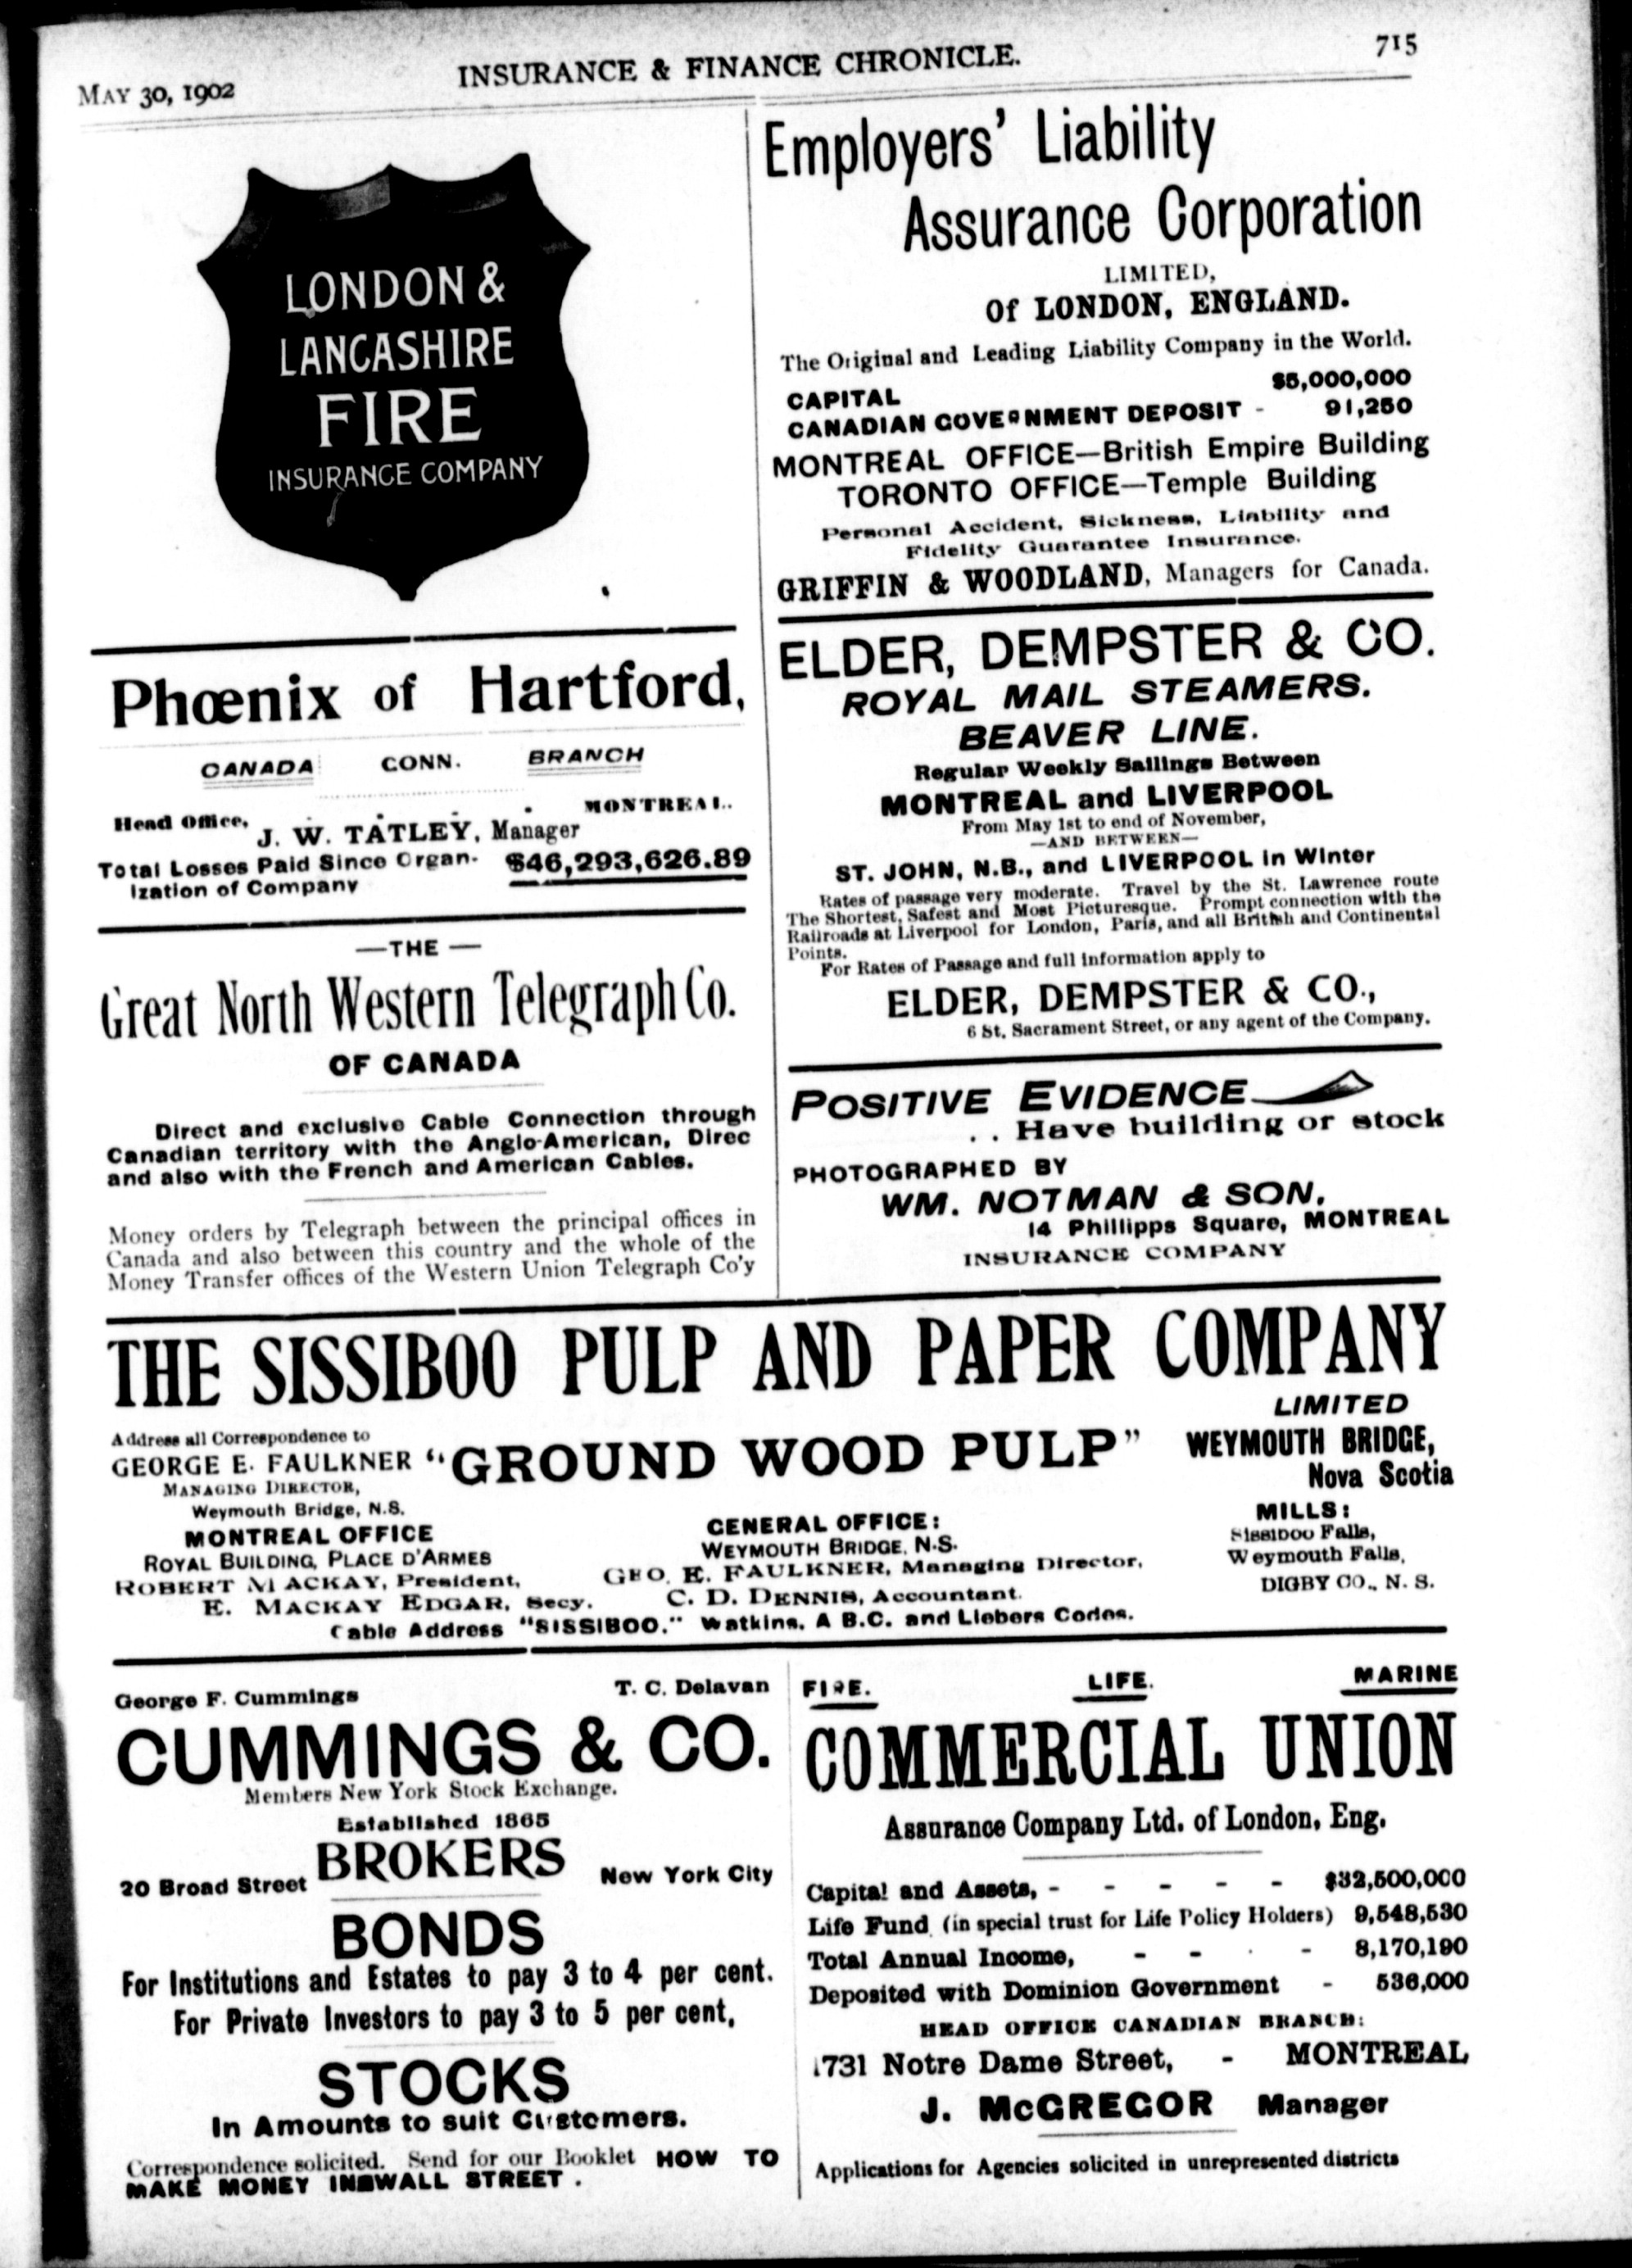 MAY 30, 1902
INSURANCE & FINANCE CHRONICLE.
715
LONDON &
LANCASHIRE
FIRE
INSURANCE COMPANY
Phœnix of Hartford,
CANADA CONN. BRANCH
Head Office, - - - MONTREAL.
J. W. TATLEY, Manager
Total Losses Paid Since Organ- $46,293,626.89
ization of Company
—THE—
Great North Western Telegraph Co.
OF CANADA
Direct and exclusive Cable Connection through
Canadian territory with the Anglo-American, Direc
and also with the French and American Cables.
Money orders by Telegraph between the principal offices in
Canada and also between this country and the whole of the
Money Transfer offices of the Western Union Telegraph Co'y
Employers' Liability
Assurance Corporation
LIMITED,
Of LONDON, ENGLAND.
The Original and Leading Liability Company in the World.
CAPITAL $5,000,000
CANADIAN GOVERNMENT DEPOSIT - 91,250
MONTREAL OFFICE—British Empire Building
TORONTO OFFICE—Temple Building
Personal Accident, Sickness, Liability and
Fidelity Guarantee Insurance.
GRIFFIN & WOODLAND, Managers for Canada.
ELDER, DEMPSTER & CO.
ROYAL MAIL STEAMERS.
BEAVER LINE.
Regular Weekly Sailings Between
MONTREAL and LIVERPOOL
From May 1st to end of November,
—AND BETWEEN—
ST. JOHN, N.B., and LIVERPOOL in Winter
Rates of passage very moderate. Travel by the St. Lawrence route
The Shortest, Safest and Most Picturesque. Prompt connection with the
Railroads at Liverpool for London, Paris, and all British and Continental
Points.
For Rates of Passage and full information apply to
ELDER, DEMPSTER & CO.,
6 St. Sacrament Street, or any agent of the Company.
POSITIVE EVIDENCE
. . Have building or stock
PHOTOGRAPHED BY
WM. NOTMAN & SON,
14 Phillipps Square, MONTREAL
INSURANCE COMPANY
THE SISSIBOO PULP AND PAPER COMPANY
LIMITED
Address all Correspondence to
GEORGE E. FAULKNER
MANAGING DIRECTOR,
Weymouth Bridge, N.S.
"GROUND WOOD PULP"
WEYMOUTH BRIDGE,
Nova Scotia
MONTREAL OFFICE
ROYAL BUILDING, PLACE D'ARMES
ROBERT MACKAY, President,
E. MACKAY EDGAR, Secy.
GENERAL OFFICE:
WEYMOUTH BRIDGE, N.S.
GEO. E. FAULKNER, Managing Director,
C. D. DENNIS, Accountant.
MILLS:
Sissiboo Falls,
Weymouth Falls,
DIGBY CO., N. S.
Cable Address "SISSIBOO." Watkins, A B.C. and Liebers Codes.
George F. Cummings T. C. Delavan
CUMMINGS & CO.
Members New York Stock Exchange.
Established 1865
20 Broad Street BROKERS New York City
BONDS
For Institutions and Estates to pay 3 to 4 per cent.
For Private Investors to pay 3 to 5 per cent,
STOCKS
In Amounts to suit Customers.
Correspondence solicited. Send for our Booklet HOW TO
MAKE MONEY IN WALL STREET .
FIRE. LIFE. MARINE
COMMERCIAL UNION
Assurance Company Ltd. of London, Eng.
Capital and Assets, - - - - - $32,500,000
Life Fund (in special trust for Life Policy Holders) 9,548,530
Total Annual Income, - - - - 8,170,190
Deposited with Dominion Government - 536,000
HEAD OFFICE CANADIAN BRANCH:
1731 Notre Dame Street, - MONTREAL
J. McGREGOR Manager
Applications for Agencies solicited in unrepresented districts